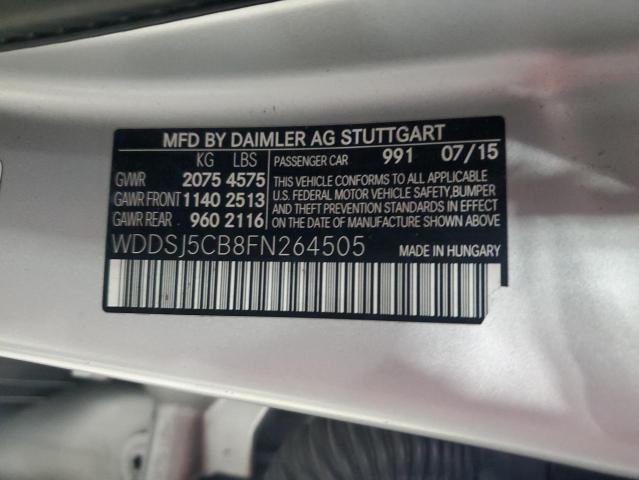 MFD BY DAIMLER AG STUTTGART
KG LBS PASSENGER CAR 991 07/15
GVWR 2075 4575 THIS VEHICLE CONFORMS TO ALL APPLICABLE
GAWR FRONT 1140 2513 U.S. FEDERAL MOTOR VEHICLE SAFETY, BUMPER
GAWR REAR 960 2116 AND THEFT PREVENTION STANDARDS IN EFFECT
ON THE DATE OF MANUFACTURE SHOWN ABOVE
WDDSJ5CB8FN264505 MADE IN HUNGARY